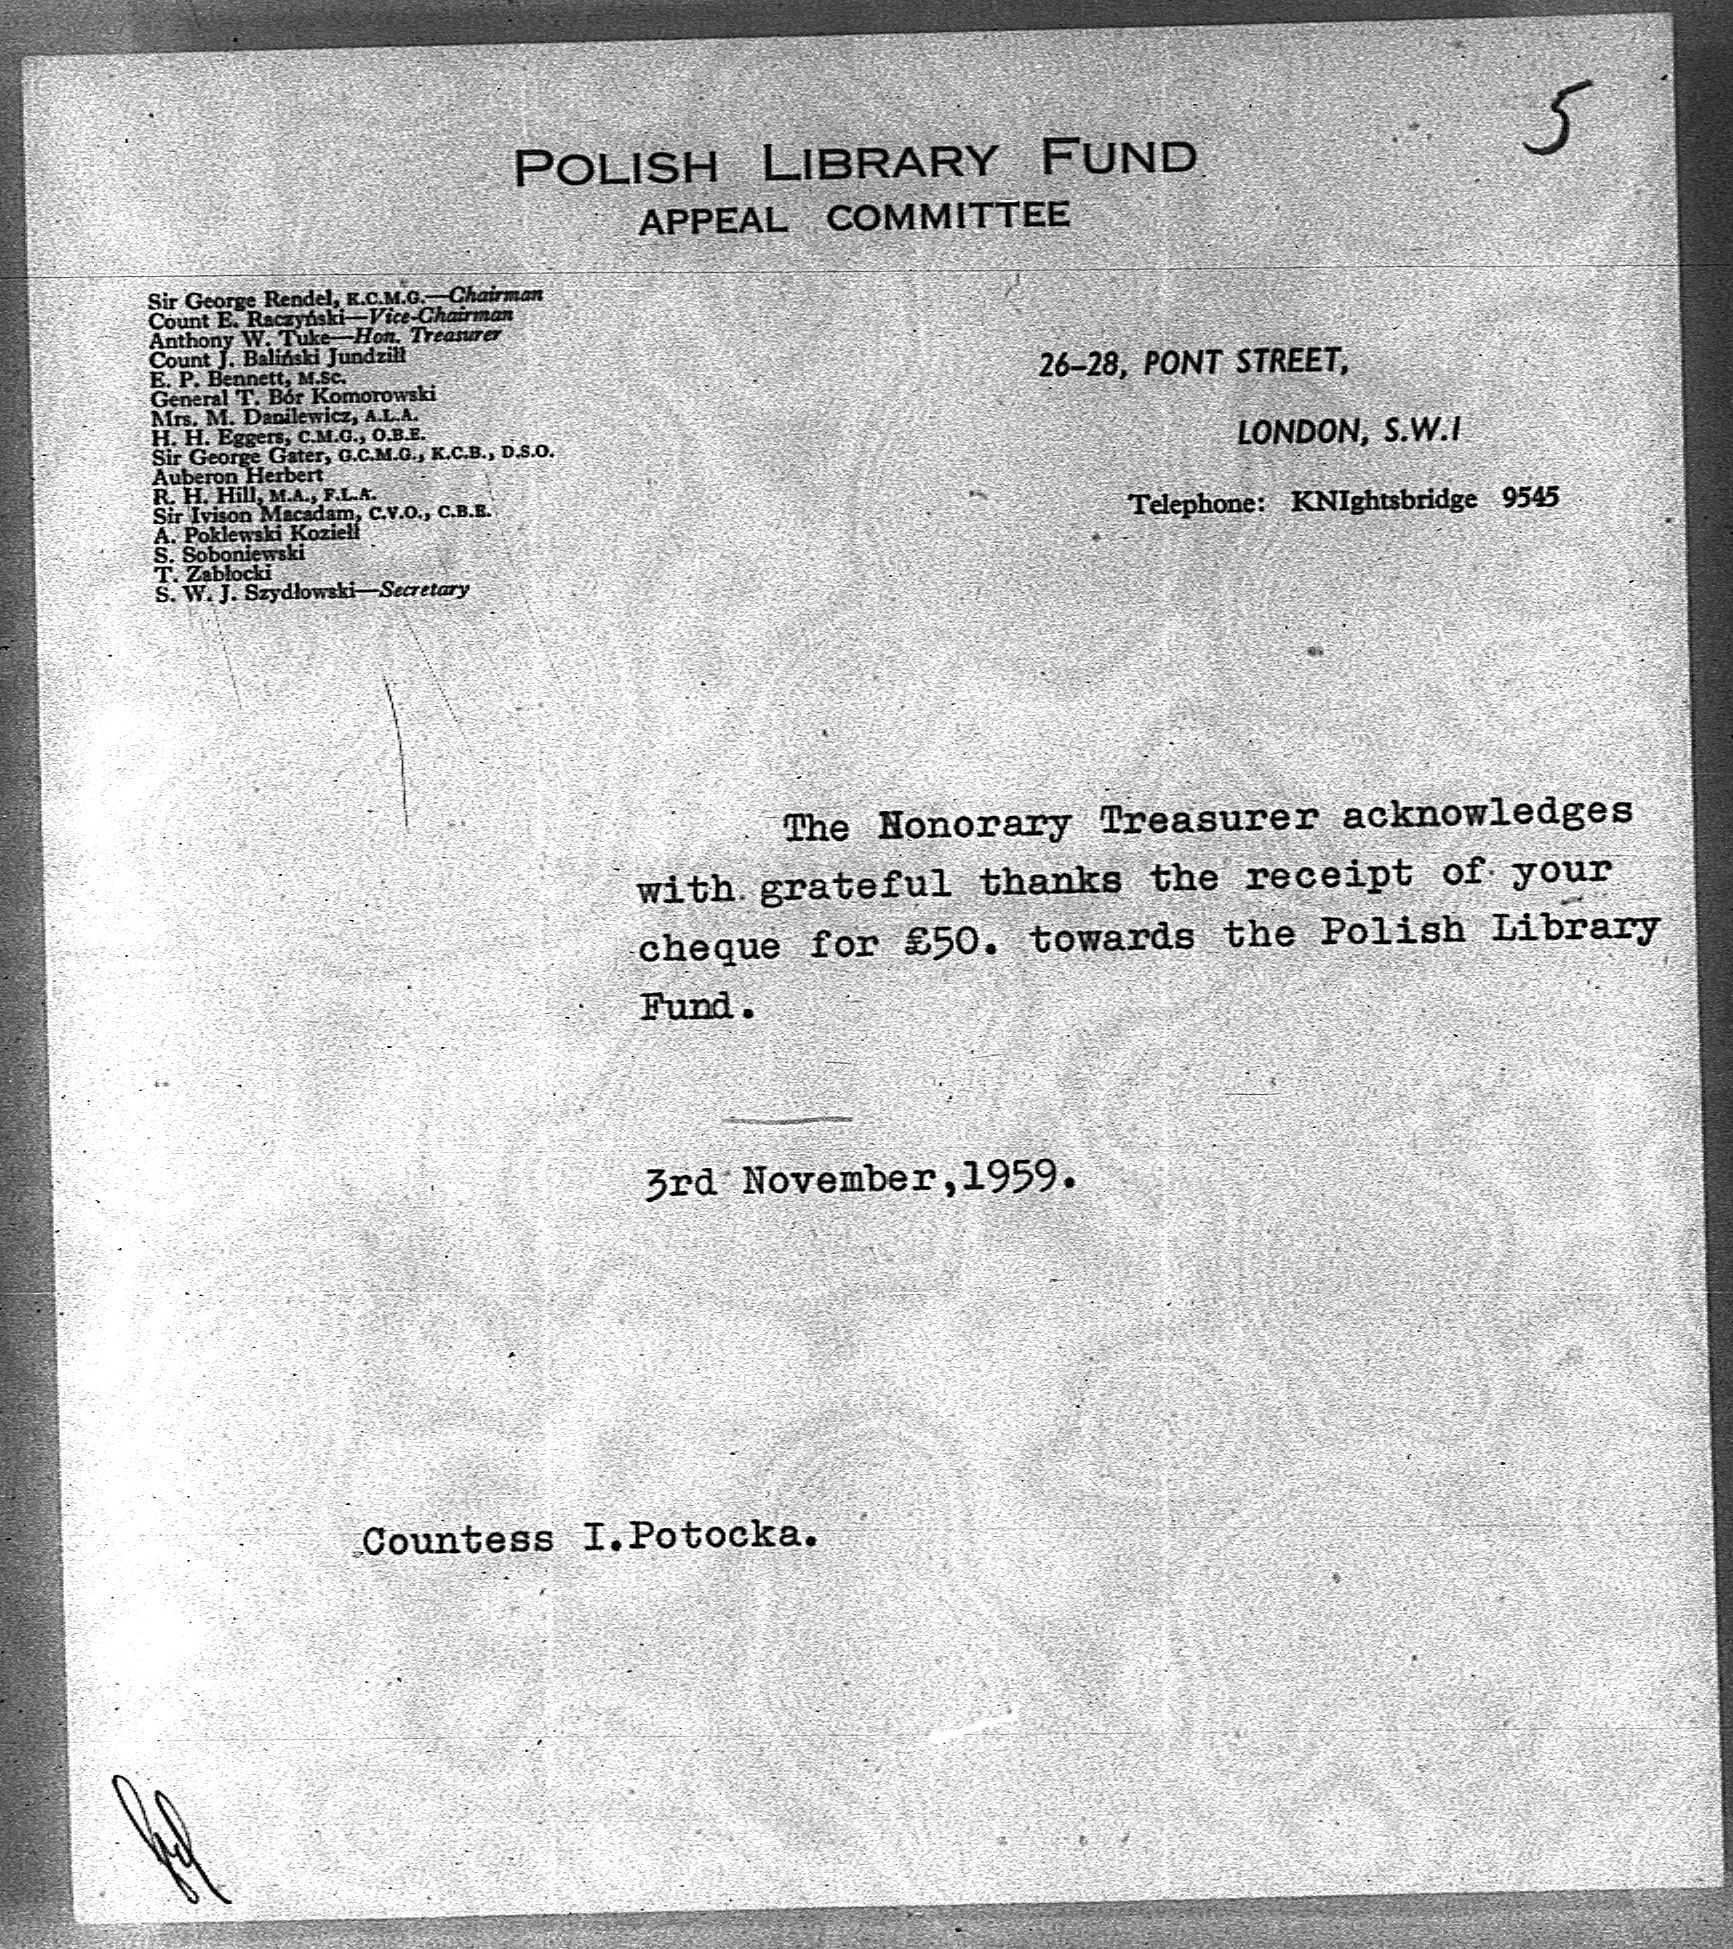 5
POLISH LIBRARY FUND
APPEAL COMMITTEE
Sir George Rendel, K.C.M.G.—Chairman
Count E. Raczyński—Vice-Chairman
Anthony W. Tuke—Hon. Treasurer
Count J. Baliński Jundziłł
E. P. Bennett, M.Sc.
General T. Bór Komorowski
Mrs. M. Danilewicz, A.L.A.
H. H. Eggers, C.M.G., O.B.E.
Sir George Gater, G.C.M.G., K.C.B., D.S.O.
Auberon Herbert
R. H. Hill, M.A., F.L.A.
Sir Ivison Macadam, C.V.O., C.B.E.
A. Poklewski Koziełł
S. Soboniewski
T. Zabłocki
S. W. J. Szydłowski—Secretary
26–28, PONT STREET,
LONDON, S.W.1
Telephone: KNIghtsbridge 9545
The Honorary Treasurer acknowledges
with grateful thanks the receipt of your
cheque for £50. towards the Polish Library
Fund.
3rd November,1959.
Countess I.Potocka.